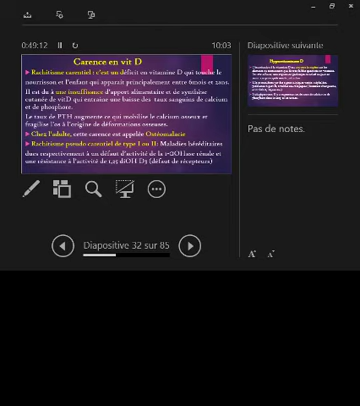 0:49:12
10:03
Diapositive suivante
Carence en vit D
Rachitisme carentiel : c'est un déficit en vitamine D qui touche le
nourrisson et l'enfant qui apparait principalement entre 6mois et 2ans.
Il est du à une insuffisance d'apport alimentaire et de synthèse
cutanée de vitD qui entraine une baisse des taux sanguins de calcium
et de phosphore.
Le taux de PTH augmente ce qui mobilise le calcium osseux et
fragilise l'os à l'origine de déformations osseuses.
Chez l'adulte, cette carence est appelée Ostéomalacie
Rachitisme pseudo carentiel de type I ou II: Maladies héréditaires
dues respectivement à un défaut d'activité de la 1-αOHlase rénale et
une résistance à l'activité de 1,25 diOH D3 (défaut de récepteurs)
Pas de notes.
Diapositive 32 sur 85
A A